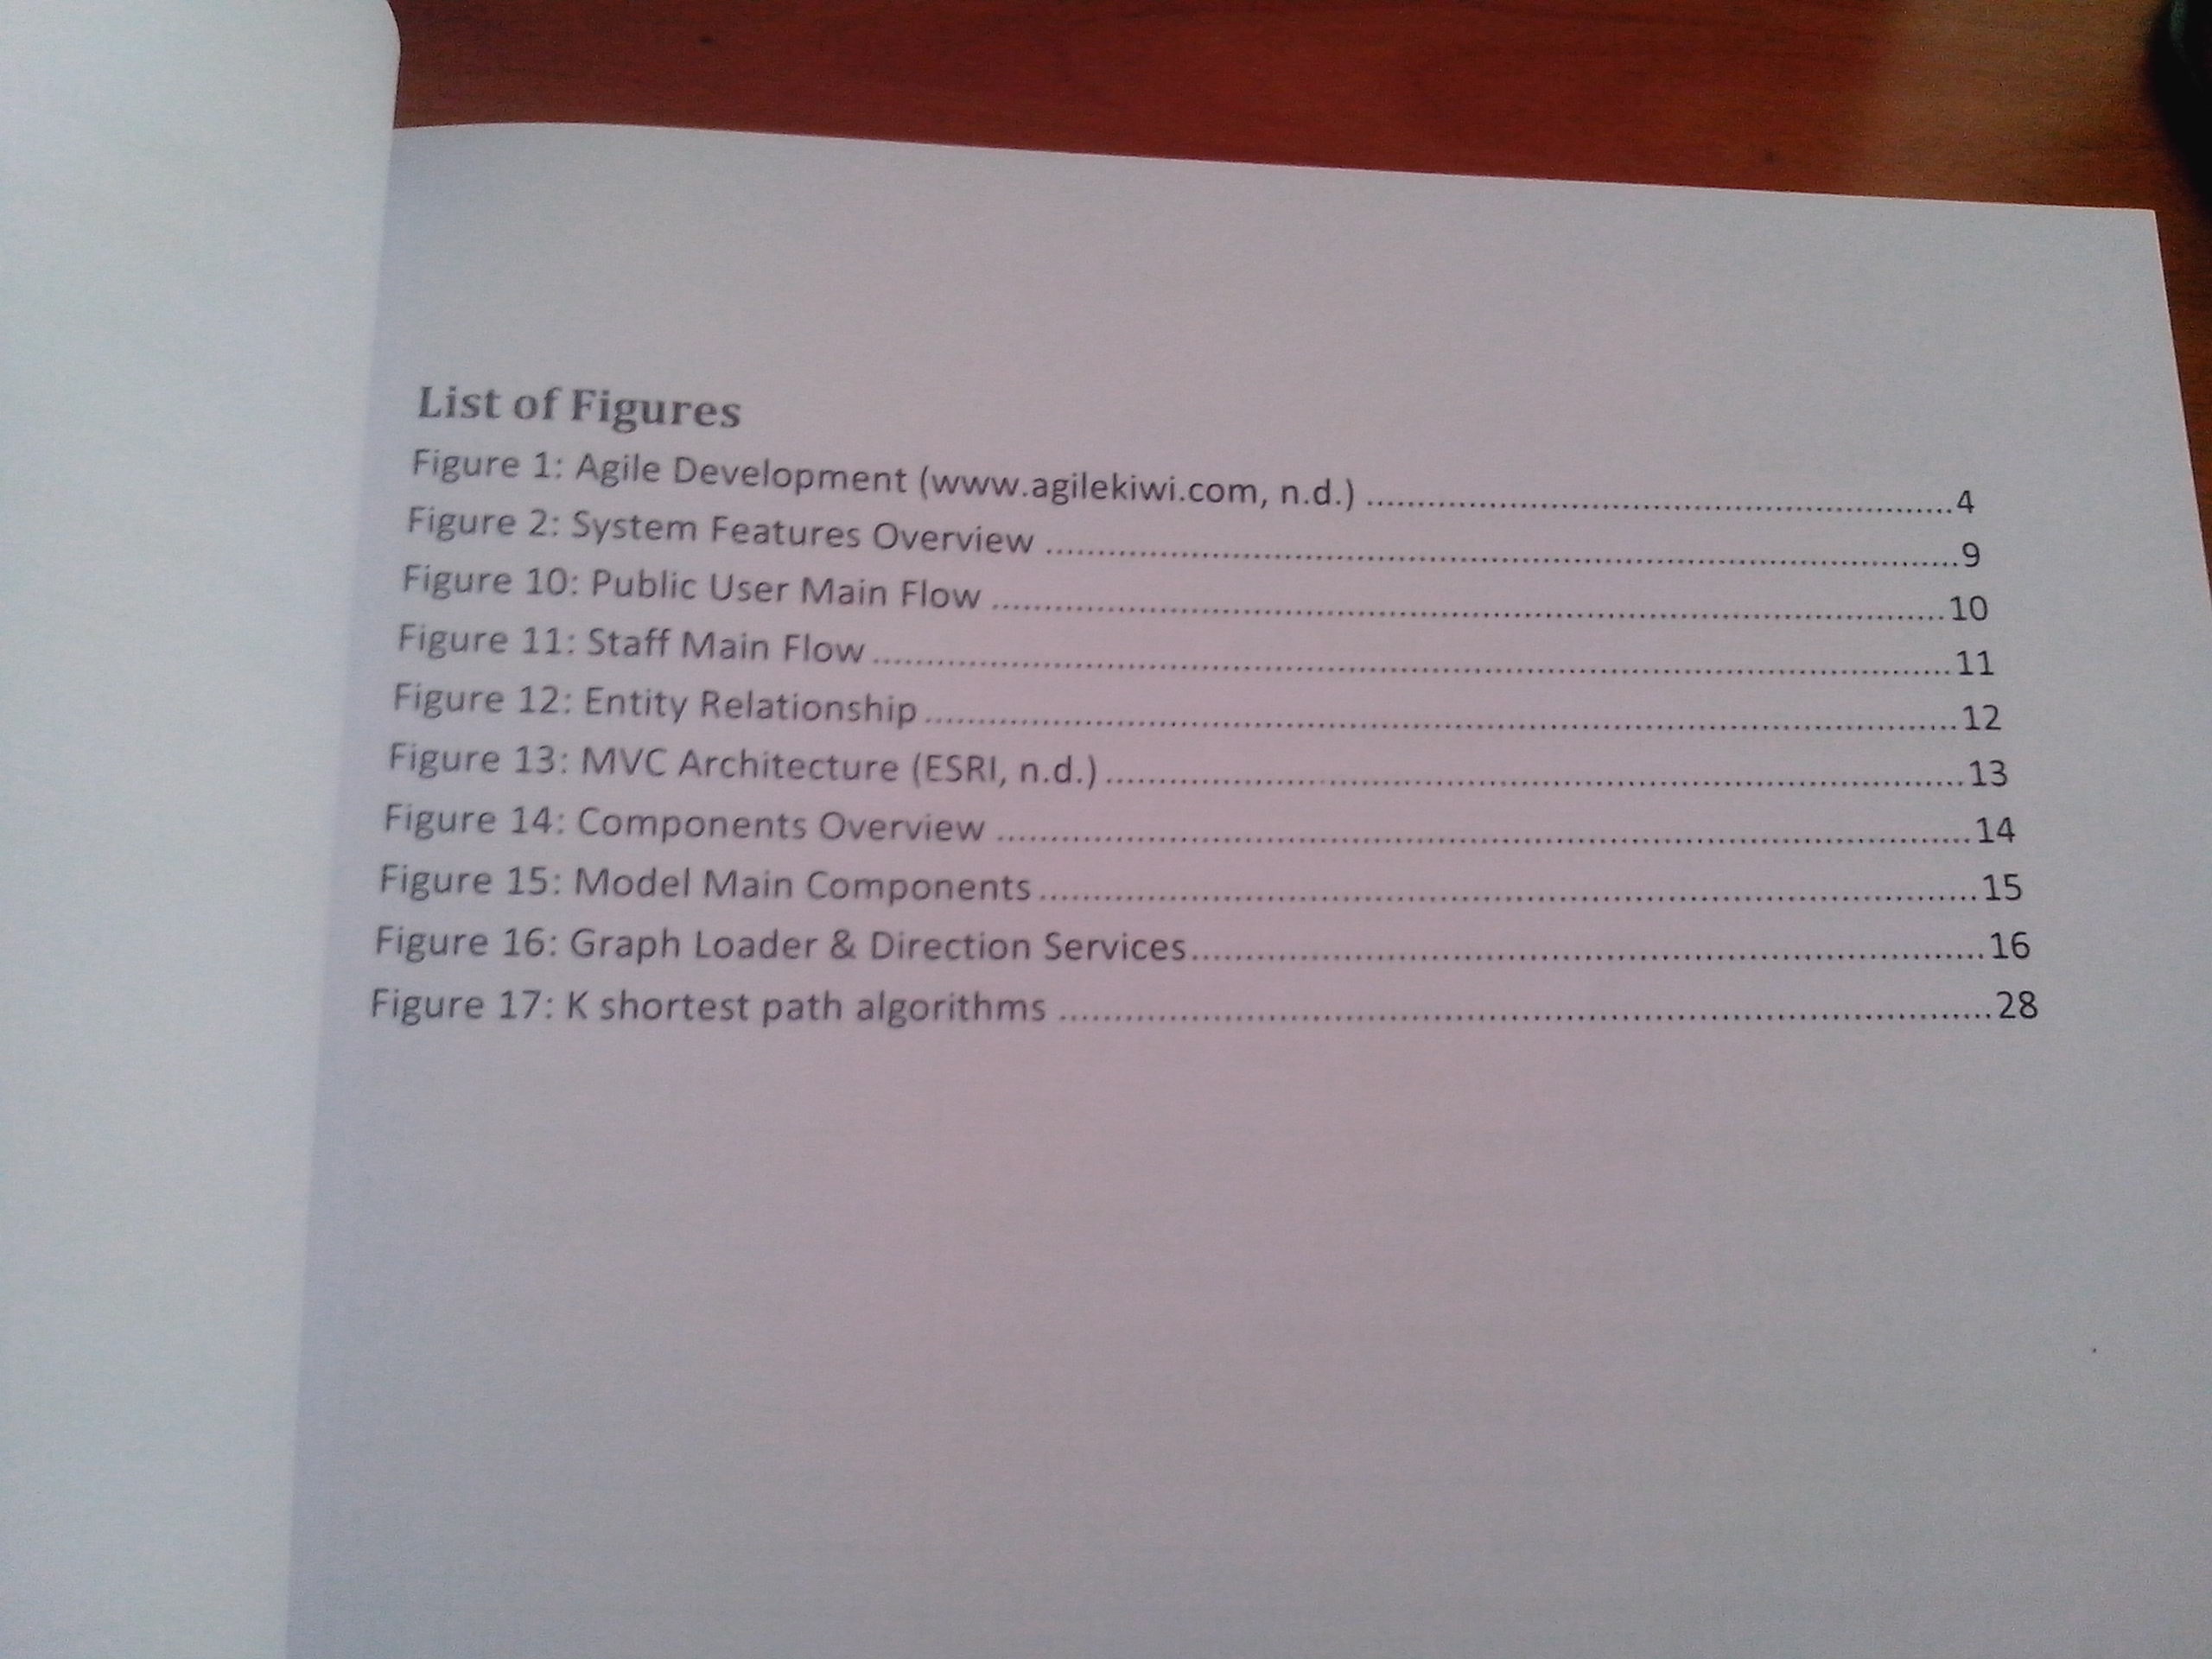 List of Figures
Figure 1: Agile Development (www.agilekiwi.com, n.d.) ........................................................ 4
Figure 2: System Features Overview ........................................................ 9
Figure 10: Public User Main Flow ........................................................ 10
Figure 11: Staff Main Flow ........................................................ 11
Figure 12: Entity Relationship ........................................................ 12
Figure 13: MVC Architecture (ESRI, n.d.) ........................................................ 13
Figure 14: Components Overview ........................................................ 14
Figure 15: Model Main Components ........................................................ 15
Figure 16: Graph Loader & Direction Services ........................................................ 16
Figure 17: K shortest path algorithms ........................................................ 28